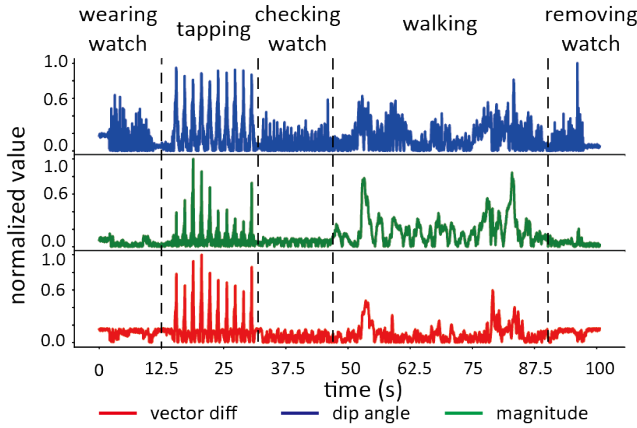 wearing watch
tapping
checking watch
walking
removing watch
normalized value
1.0
0.6
0.0
1.0
0.6
0.0
1.0
0.6
0.0
0 12.5 25 37.5 50 62.5 75 87.5 100
time (s)
vector diff dip angle magnitude